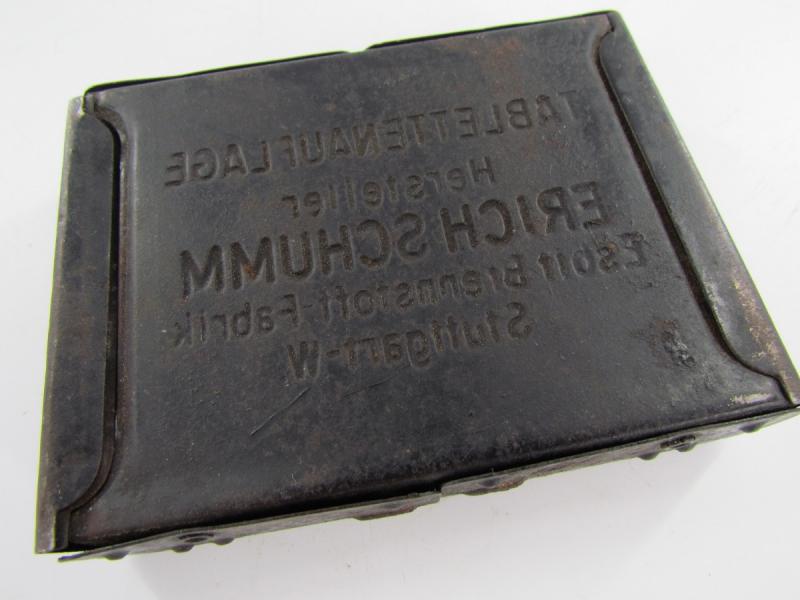 TABLETTENAUFLAGE
Hersteller
ERICH SCHUMM
Esbit Brennstoff-Fabrik
Stuttgart-W